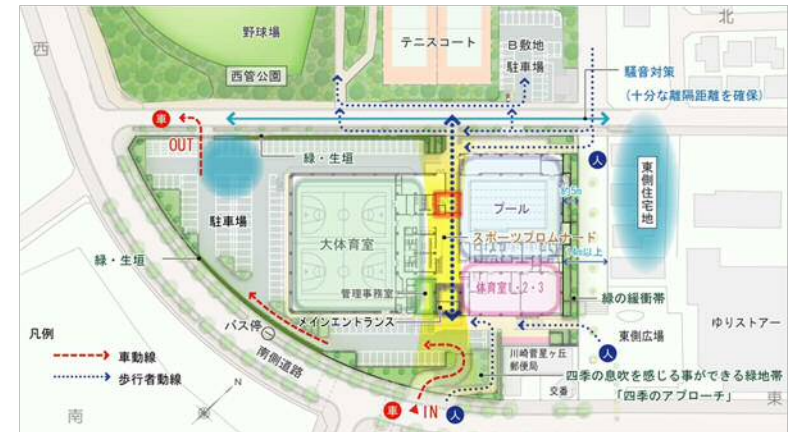 北
西
野球場
テニスコート
B敷地
駐車場
西管公園
騒音対策
(十分な離隔距離を確保)
車
OUT
人
緑・生垣
東側住宅地
プール
駐車場
大体育室
スポーツプロムナード
緑・生垣
管理事務室
体育室1・2・3
緑の緩衝帯
メインエントランス
バス停
東側広場
ゆりストアー
凡例
車動線
歩行者動線
南側道路
川崎菅星ヶ丘
郵便局
人
四季の息吹を感じる事ができる緑地帯
「四季のアプローチ」
交番
N
南
車
IN
人
東